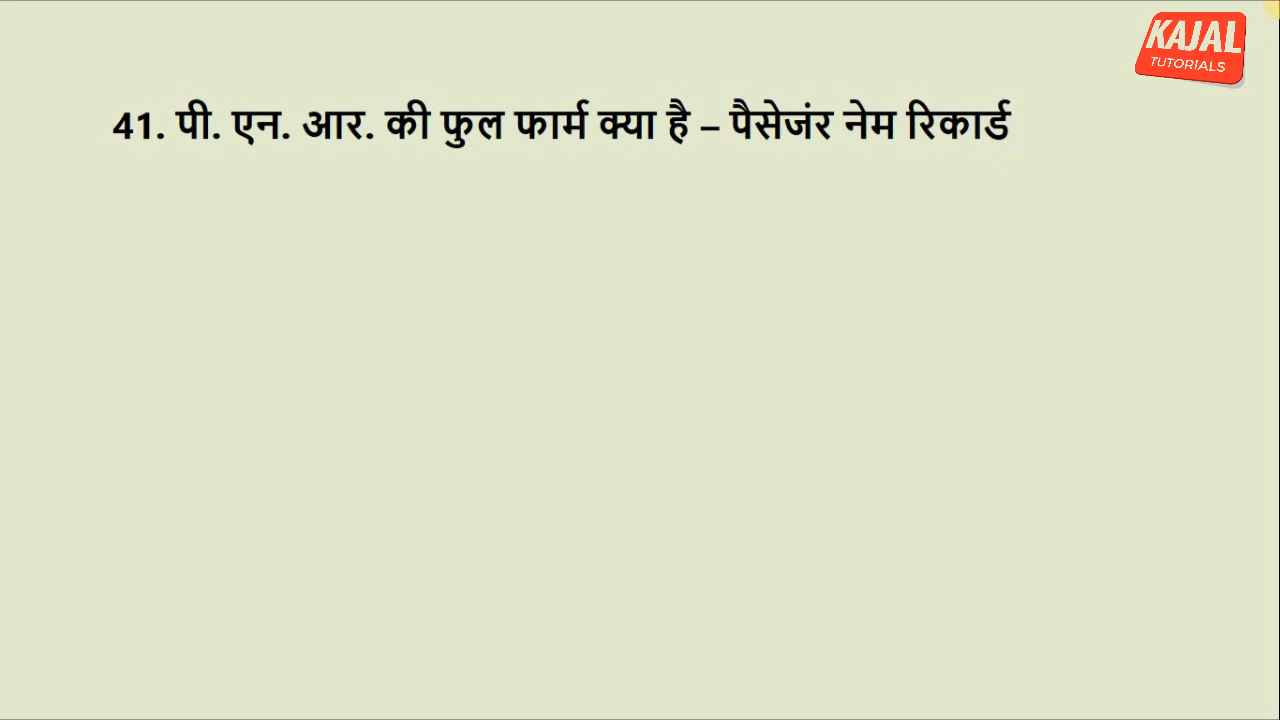 KAJAL
TUTORIALS
41. पी. एन. आर. की फुल फार्म क्या है – पैसेजंर नेम रिकार्ड